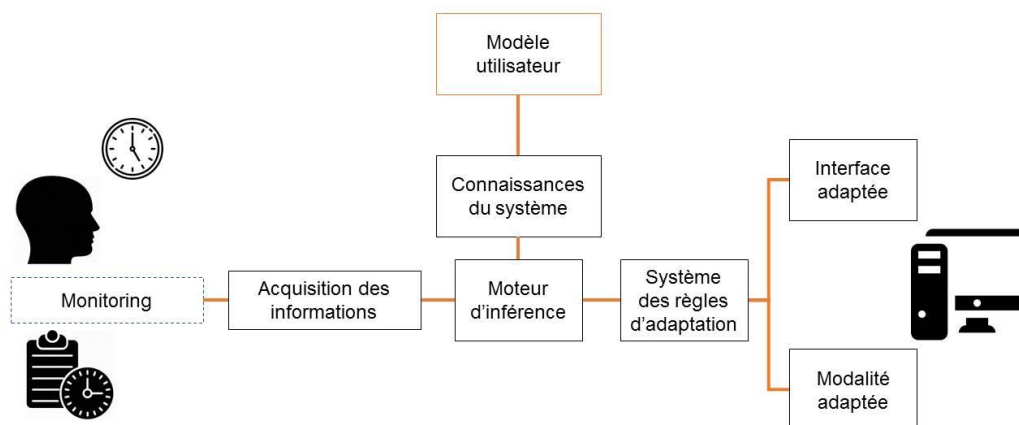 Modèle
utilisateur
Connaissances
du système
Interface
adaptée
Monitoring
Acquisition des
informations
Moteur
d'inférence
Système
des règles
d'adaptation
Modalité
adaptée